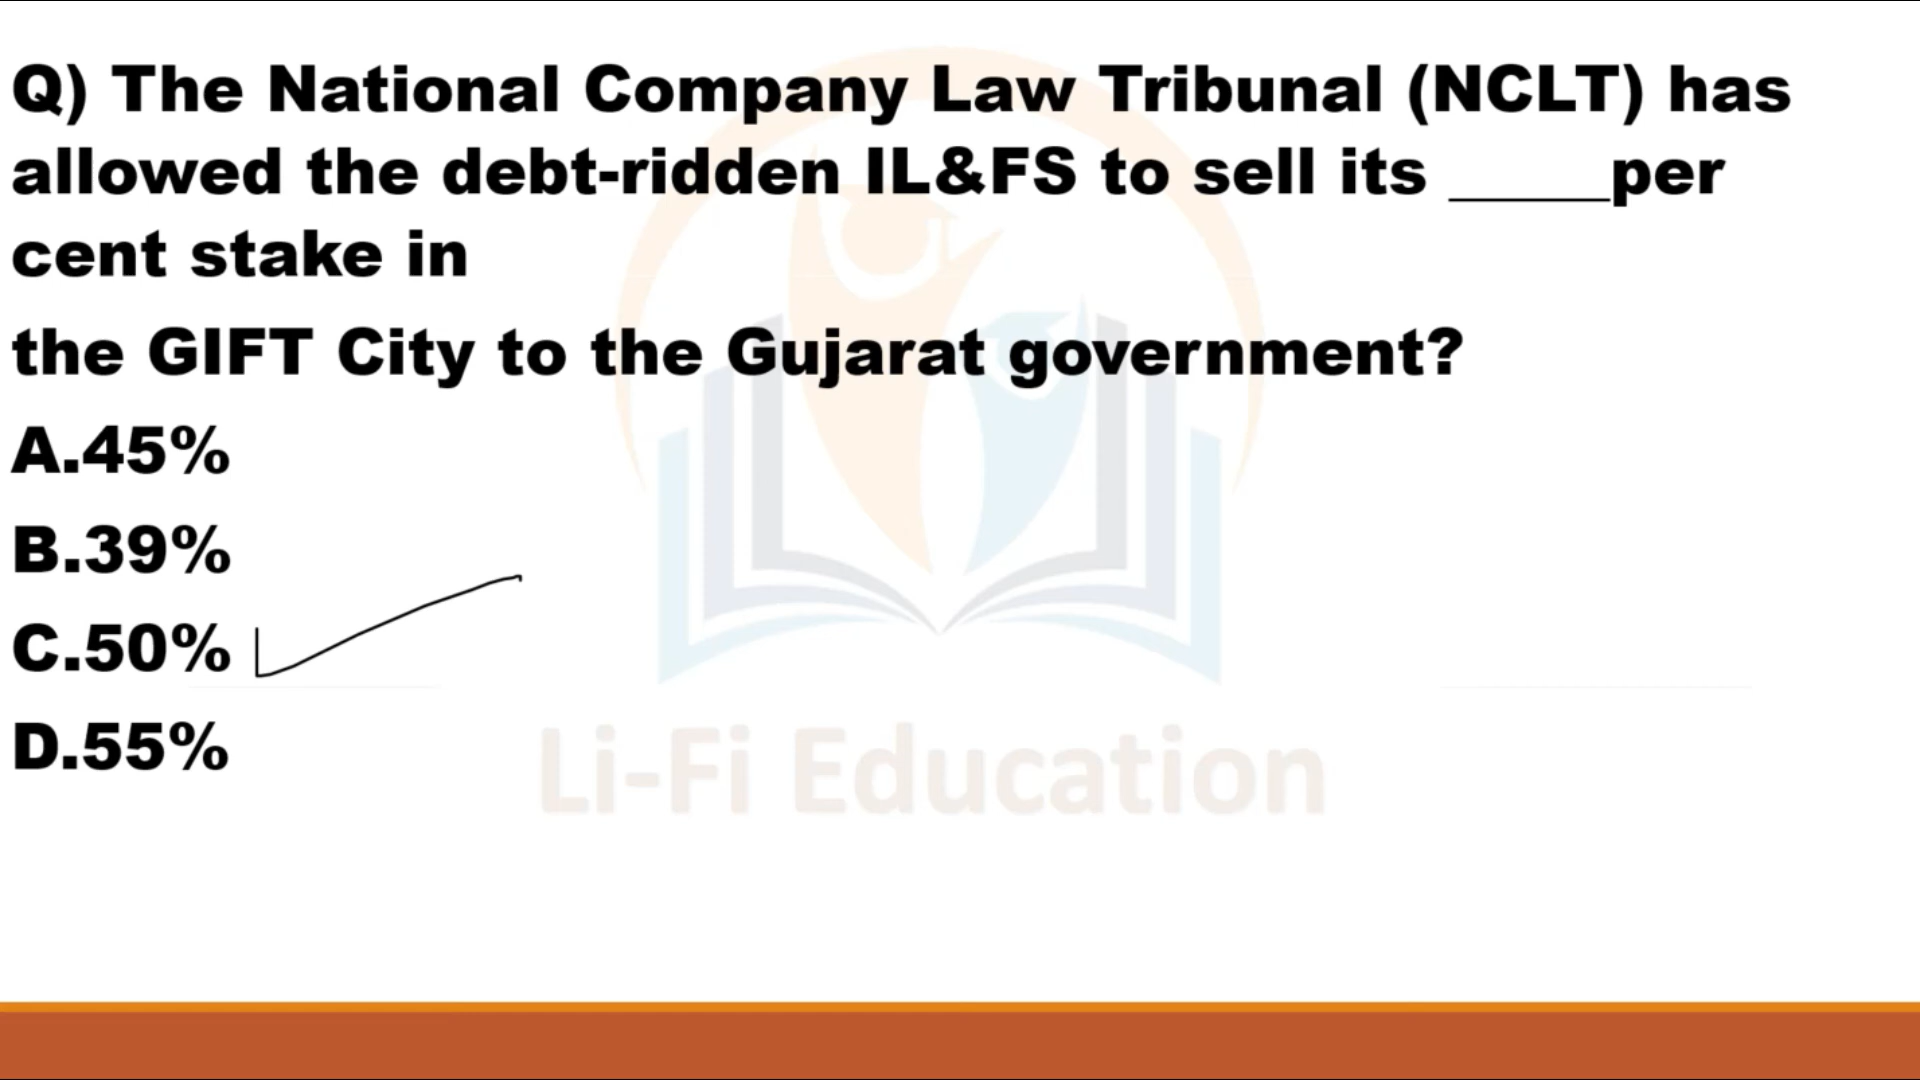 Q) The National Company Law Tribunal (NCLT) has
allowed the debt-ridden IL&FS to sell its _____per
cent stake in
the GIFT City to the Gujarat government?
A.45%
B.39%
C.50%
D.55%
Li-Fi Education